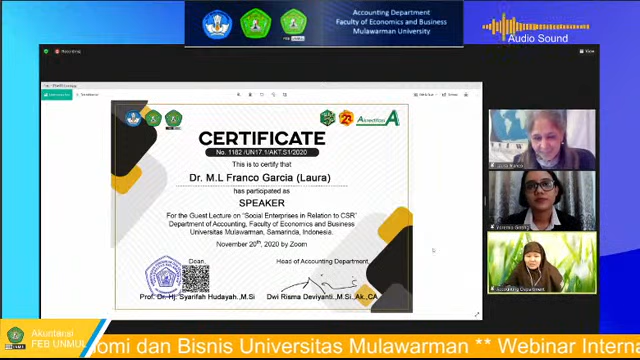 Accounting Department
Faculty of Economics and Business
Mulawarman University
FEB UNMUL
Audio Sound
Recording
View
CERTIFICATE
No. 1182/UN17.1/AKT.S1/2020
This is to certify that
Dr. M.L Franco Garcia (Laura)
has participated as
SPEAKER
For the Guest Lecture on "Social Enterprises in Relation to CSR"
Department of Accounting, Faculty of Economics and Business
Universitas Mulawarman, Samarinda, Indonesia.
November 20th, 2020 by Zoom
Dean,
Head of Accounting Department,
Prof. Dr. Hj. Syarifah Hudayah,.M.Si
Dwi Risma Deviyanti,.M.Si,.Ak,.CA
Akreditasi A
Accounting Department
Akuntansi
FEB UNMUL
omi dan Bisnis Universitas Mulawarman ** Webinar Interna